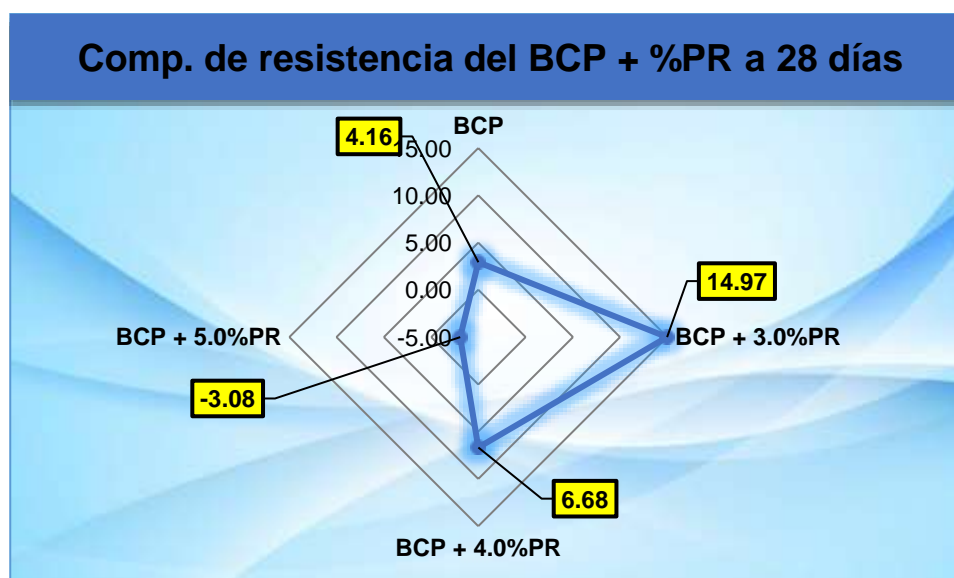 Comp. de resistencia del BCP + %PR a 28 días
BCP
4.16
15.00
10.00
5.00
0.00
-5.00
14.97
BCP + 3.0%PR
BCP + 5.0%PR
-3.08
6.68
BCP + 4.0%PR